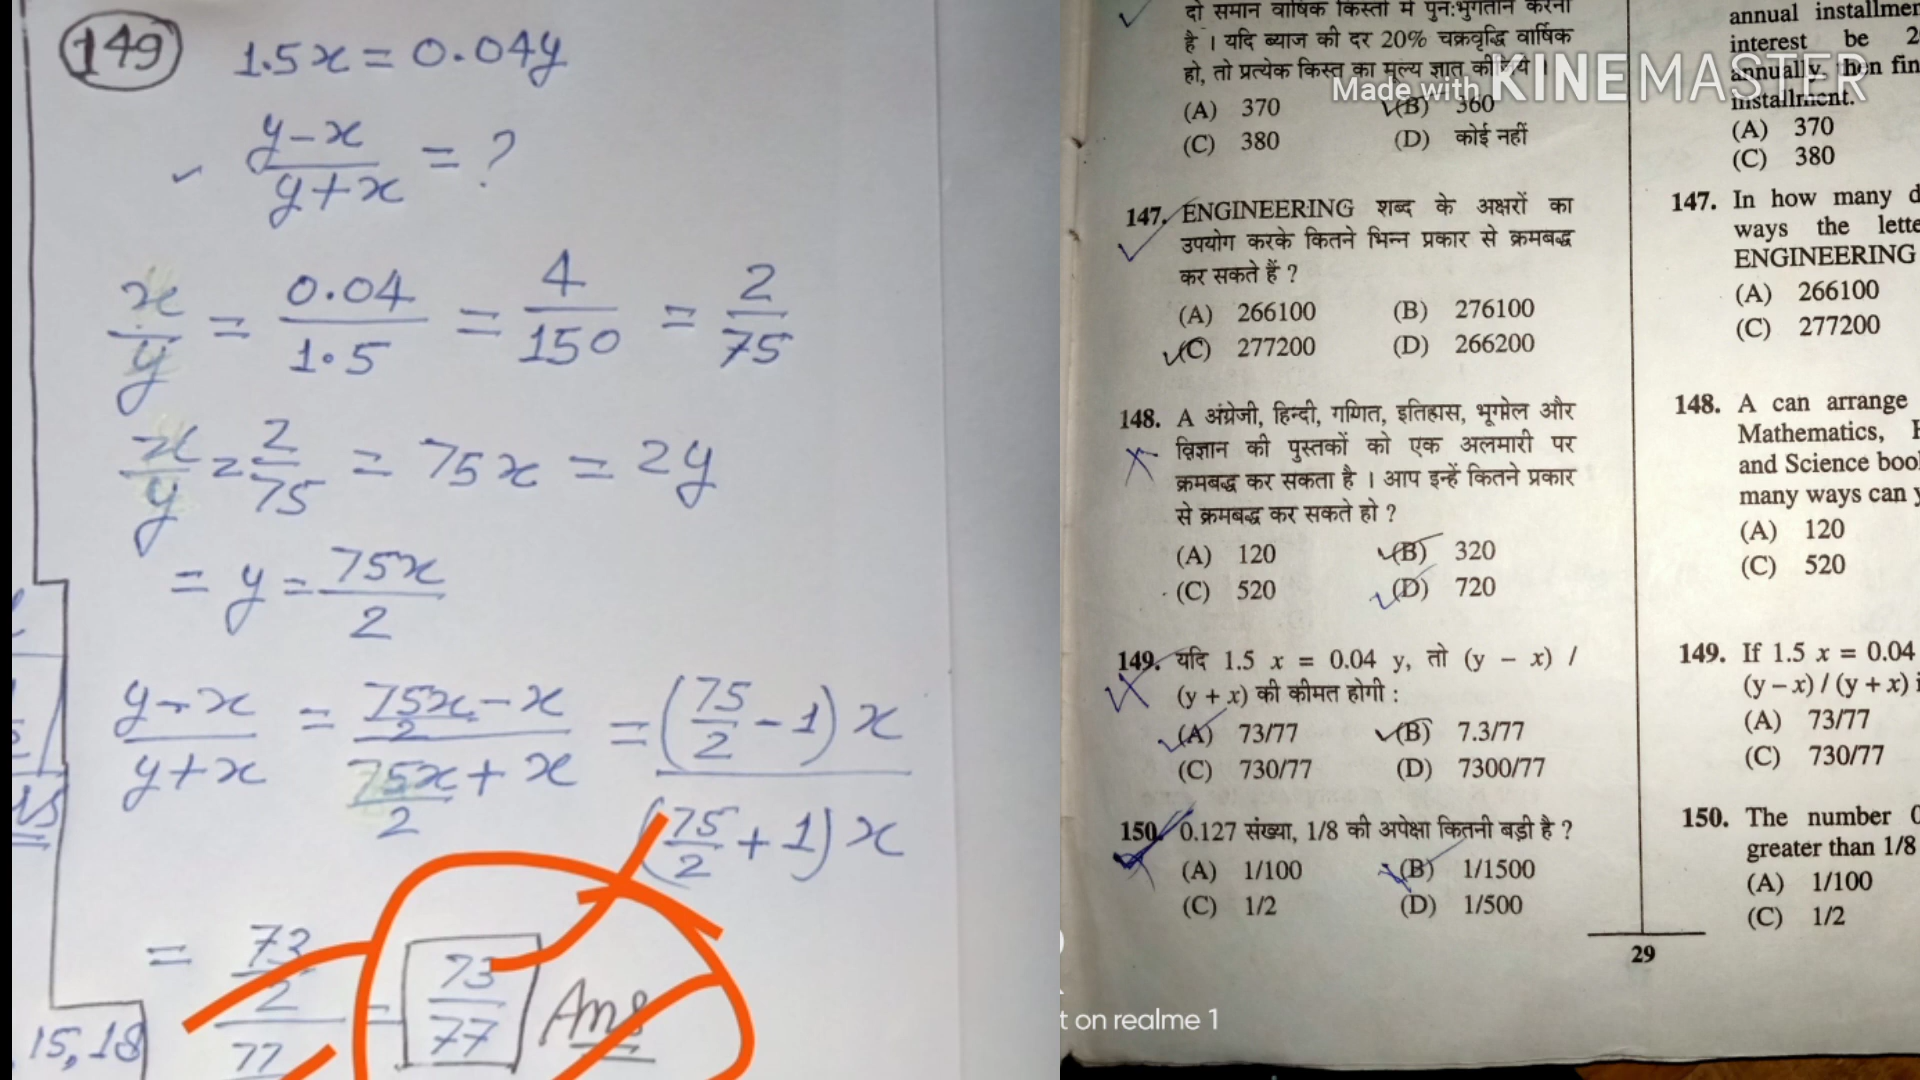 149
1.5x = 0.04y
y-x
y+x
= ?
x/y = 0.04/1.5 = 4/150 = 2/75
x/y = 2/75 = 75x = 2y
= y = 75x/2
y-x/y+x = 75x/2 - x / 75x/2 + x = (75/2 - 1)x / (75/2 + 1)x
= 73/2 / 77 = 73/77 Ans
15, 18
दो समान वार्षिक किस्तों में पुन:भुगतान करना
है । यदि ब्याज की दर 20% चक्रवृद्धि वार्षिक
हो, तो प्रत्येक किस्त का मूल्य ज्ञात कीजिये ।
(A) 370 (B) 360
(C) 380 (D) कोई नहीं
147. ENGINEERING शब्द के अक्षरों का
उपयोग करके कितने भिन्न प्रकार से क्रमबद्ध
कर सकते हैं ?
(A) 266100 (B) 276100
(C) 277200 (D) 266200
148. A अंग्रेजी, हिन्दी, गणित, इतिहास, भूगोल और
विज्ञान की पुस्तकों को एक अलमारी पर
क्रमबद्ध कर सकता है । आप इन्हें कितने प्रकार
से क्रमबद्ध कर सकते हो ?
(A) 120 (B) 320
(C) 520 (D) 720
149. यदि 1.5 x = 0.04 y, तो (y − x) /
(y + x) की कीमत होगी :
(A) 73/77 (B) 7.3/77
(C) 730/77 (D) 7300/77
150. 0.127 संख्या, 1/8 की अपेक्षा कितनी बड़ी है ?
(A) 1/100 (B) 1/1500
(C) 1/2 (D) 1/500
29
annual installmen
interest be 2
annually, then fin
installment.
(A) 370
(C) 380
147. In how many d
ways the lette
ENGINEERING
(A) 266100
(C) 277200
148. A can arrange
Mathematics,
and Science boo
many ways can y
(A) 120
(C) 520
149. If 1.5 x = 0.04
(y − x) / (y + x) i
(A) 73/77
(C) 730/77
150. The number 0
greater than 1/8
(A) 1/100
(C) 1/2
Made with KINEMASTER
t on realme 1